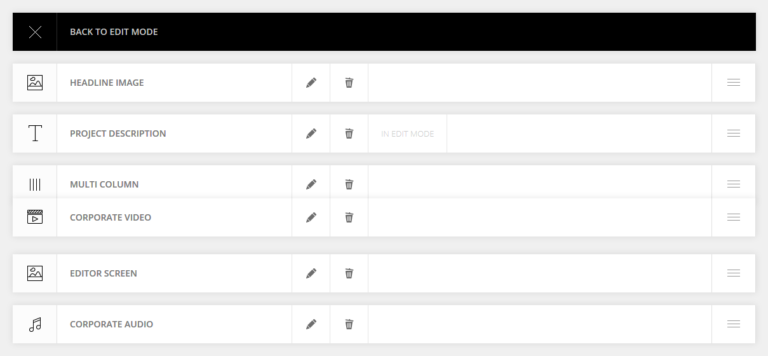 BACK TO EDIT MODE
HEADLINE IMAGE
PROJECT DESCRIPTION IN EDIT MODE
MULTI COLUMN
CORPORATE VIDEO
EDITOR SCREEN
CORPORATE AUDIO